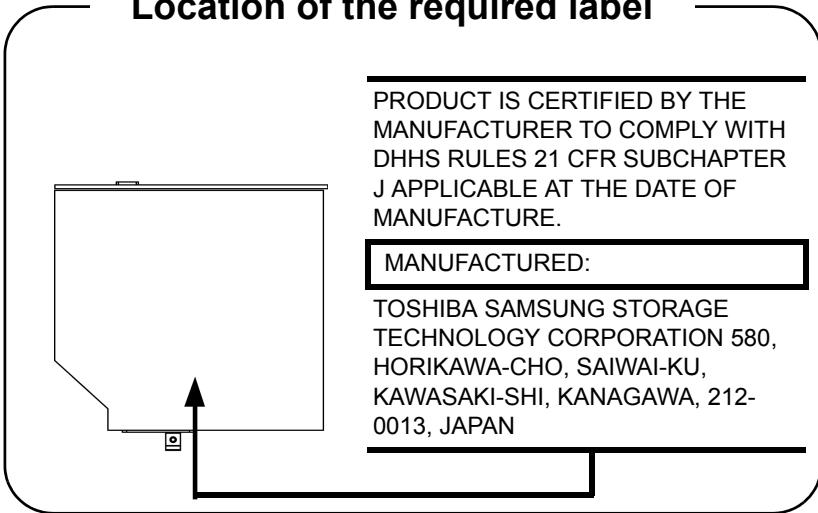 Location of the required label
PRODUCT IS CERTIFIED BY THE
MANUFACTURER TO COMPLY WITH
DHHS RULES 21 CFR SUBCHAPTER
J APPLICABLE AT THE DATE OF
MANUFACTURE.
MANUFACTURED:
TOSHIBA SAMSUNG STORAGE
TECHNOLOGY CORPORATION 580,
HORIKAWA-CHO, SAIWAI-KU,
KAWASAKI-SHI, KANAGAWA, 212-
0013, JAPAN